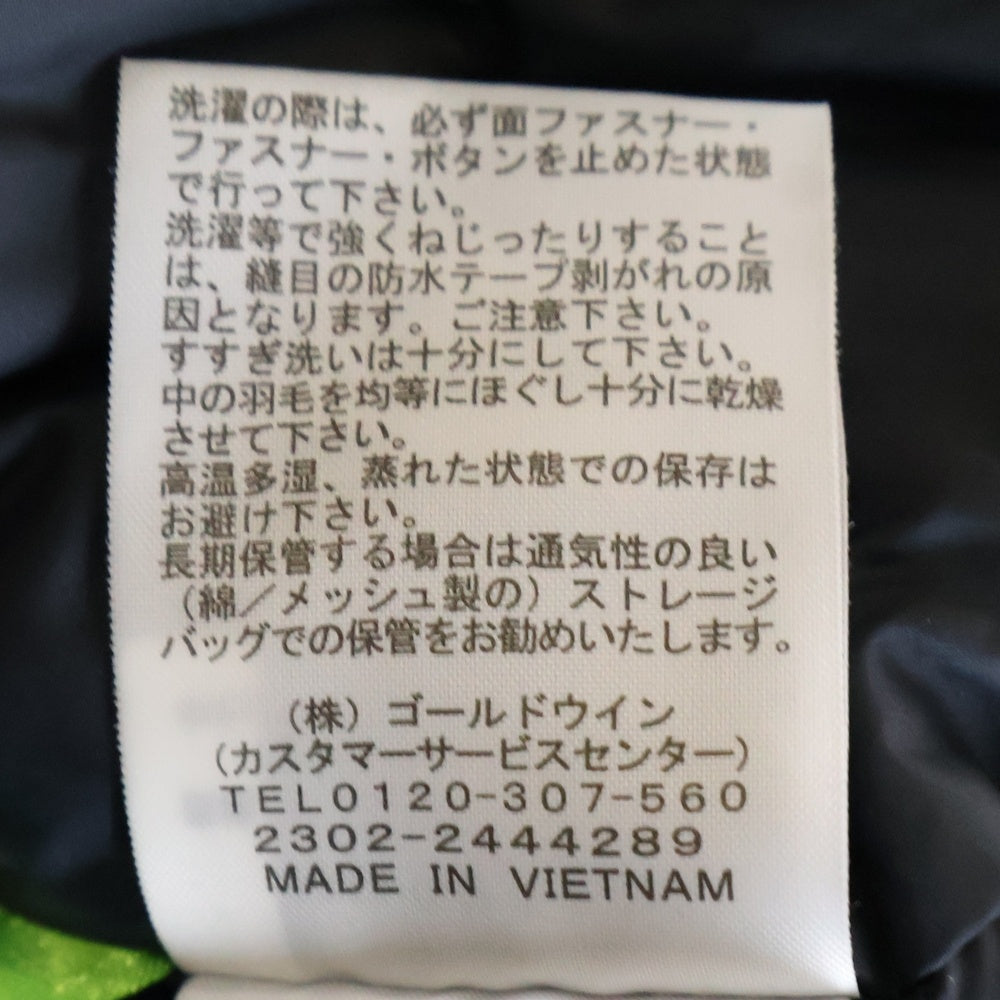 洗濯の際は、必ず面ファスナー・
ファスナー・ボタンを止めた状態
で行って下さい。
洗濯等で強くねじったりすること
は、縫目の防水テープ剥がれの原
因となります。ご注意下さい。
すすぎ洗いは十分にして下さい。
中の羽毛を均等にほぐし十分に乾燥
させて下さい。
高温多湿、蒸れた状態での保存は
お避け下さい。
長期保管する場合は通気性の良い
(綿／メッシュ製の)ストレージ
バッグでの保管をお勧めいたします。
(株)ゴールドウイン
(カスタマーサービスセンター)
TEL0120-307-560
2302-2444289
MADE IN VIETNAM